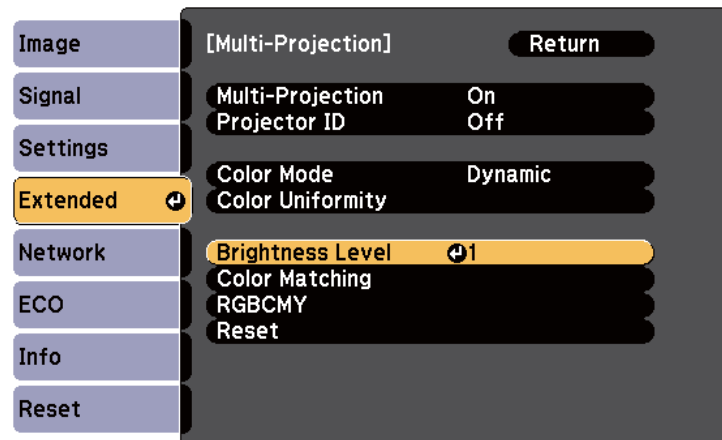 Image
Signal
Settings
Extended
Network
ECO
Info
Reset
[Multi-Projection] Return
Multi-Projection On
Projector ID Off
Color Mode Dynamic
Color Uniformity
Brightness Level 1
Color Matching
RGBCMY
Reset